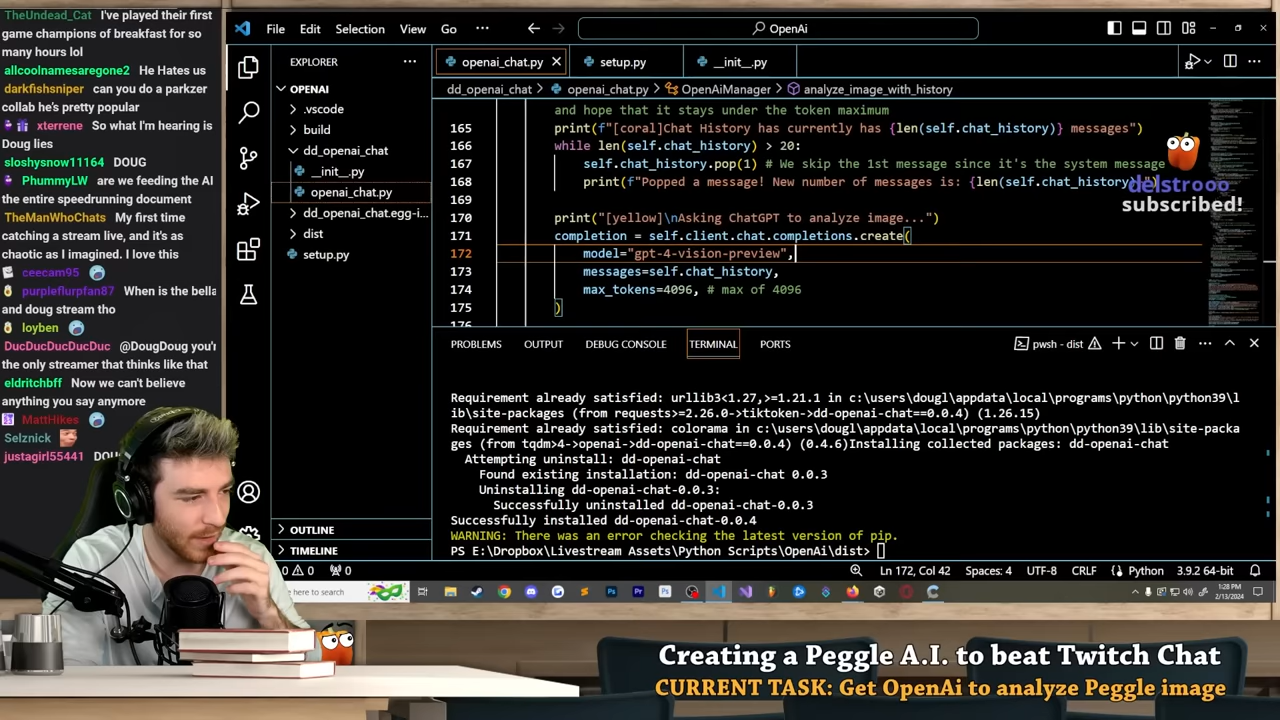 TheUndead_Cat I've played their first
game champions of breakfast for so
many hours lol
allcoolnamesaregone2 He Hates us
darkfishsniper can you do a parkzer
collab he's pretty popular
xterrene So what I'm hearing is
Doug lies
sloshysnow11164 DOUG
PhummyLW are we feeding the AI
the entire speedrunning document
TheManWhoChats My first time
catching a stream live, and it's as
chaotic as I imagined. I love this
ceecam95
purpleflurpfan87 When is the bella
and doug stream tho
loyben
DucDucDucDucDuc @DougDoug you'r
the only streamer that thinks like that
eldritchbff Now we can't believe
anything you say anymore
MattHikes
Selznick
justagirl55441
File Edit Selection View Go ···
OpenAi
EXPLORER ···
OPENAI
.vscode
build
dd_openai_chat
__init__.py
openai_chat.py
dd_openai_chat.egg-i...
dist
setup.py
OUTLINE
TIMELINE
openai_chat.py
setup.py
__init__.py
dd_openai_chat > openai_chat.py > OpenAiManager > analyze_image_with_history
and hope that it stays under the token maximum
165 print(f"[coral]Chat History has currently has {len(self.chat_history)} messages")
166 while len(self.chat_history) > 20:
167 self.chat_history.pop(1) # We skip the 1st message since it's the system message
168 print(f"Popped a message! New number of messages is: {len(self.chat_history)}")
169
170 print("[yellow]\nAsking ChatGPT to analyze image...")
171 completion = self.client.chat.completions.create(
172 model="gpt-4-vision-preview",
173 messages=self.chat_history,
174 max_tokens=4096, # max of 4096
175 )
176
delstrooo
subscribed!
PROBLEMS OUTPUT DEBUG CONSOLE TERMINAL PORTS
pwsh - dist
Requirement already satisfied: urllib3<1.27,>=1.21.1 in c:\users\dougl\appdata\local\programs\python\python39\l
ib\site-packages (from requests>=2.26.0->tiktoken->dd-openai-chat==0.0.4) (1.26.15)
Requirement already satisfied: colorama in c:\users\dougl\appdata\local\programs\python\python39\lib\site-packa
ges (from tqdm>4->openai->dd-openai-chat==0.0.4) (0.4.6)Installing collected packages: dd-openai-chat
Attempting uninstall: dd-openai-chat
Found existing installation: dd-openai-chat 0.0.3
Uninstalling dd-openai-chat-0.0.3:
Successfully uninstalled dd-openai-chat-0.0.3
Successfully installed dd-openai-chat-0.0.4
WARNING: There was an error checking the latest version of pip.
PS E:\Dropbox\Livestream Assets\Python Scripts\OpenAi\dist>
0 0 0
Ln 172, Col 42 Spaces: 4 UTF-8 CRLF Python 3.9.2 64-bit
here to search
1:28 PM
2/13/2024
Creating a Peggle A.I. to beat Twitch Chat
CURRENT TASK: Get OpenAi to analyze Peggle image